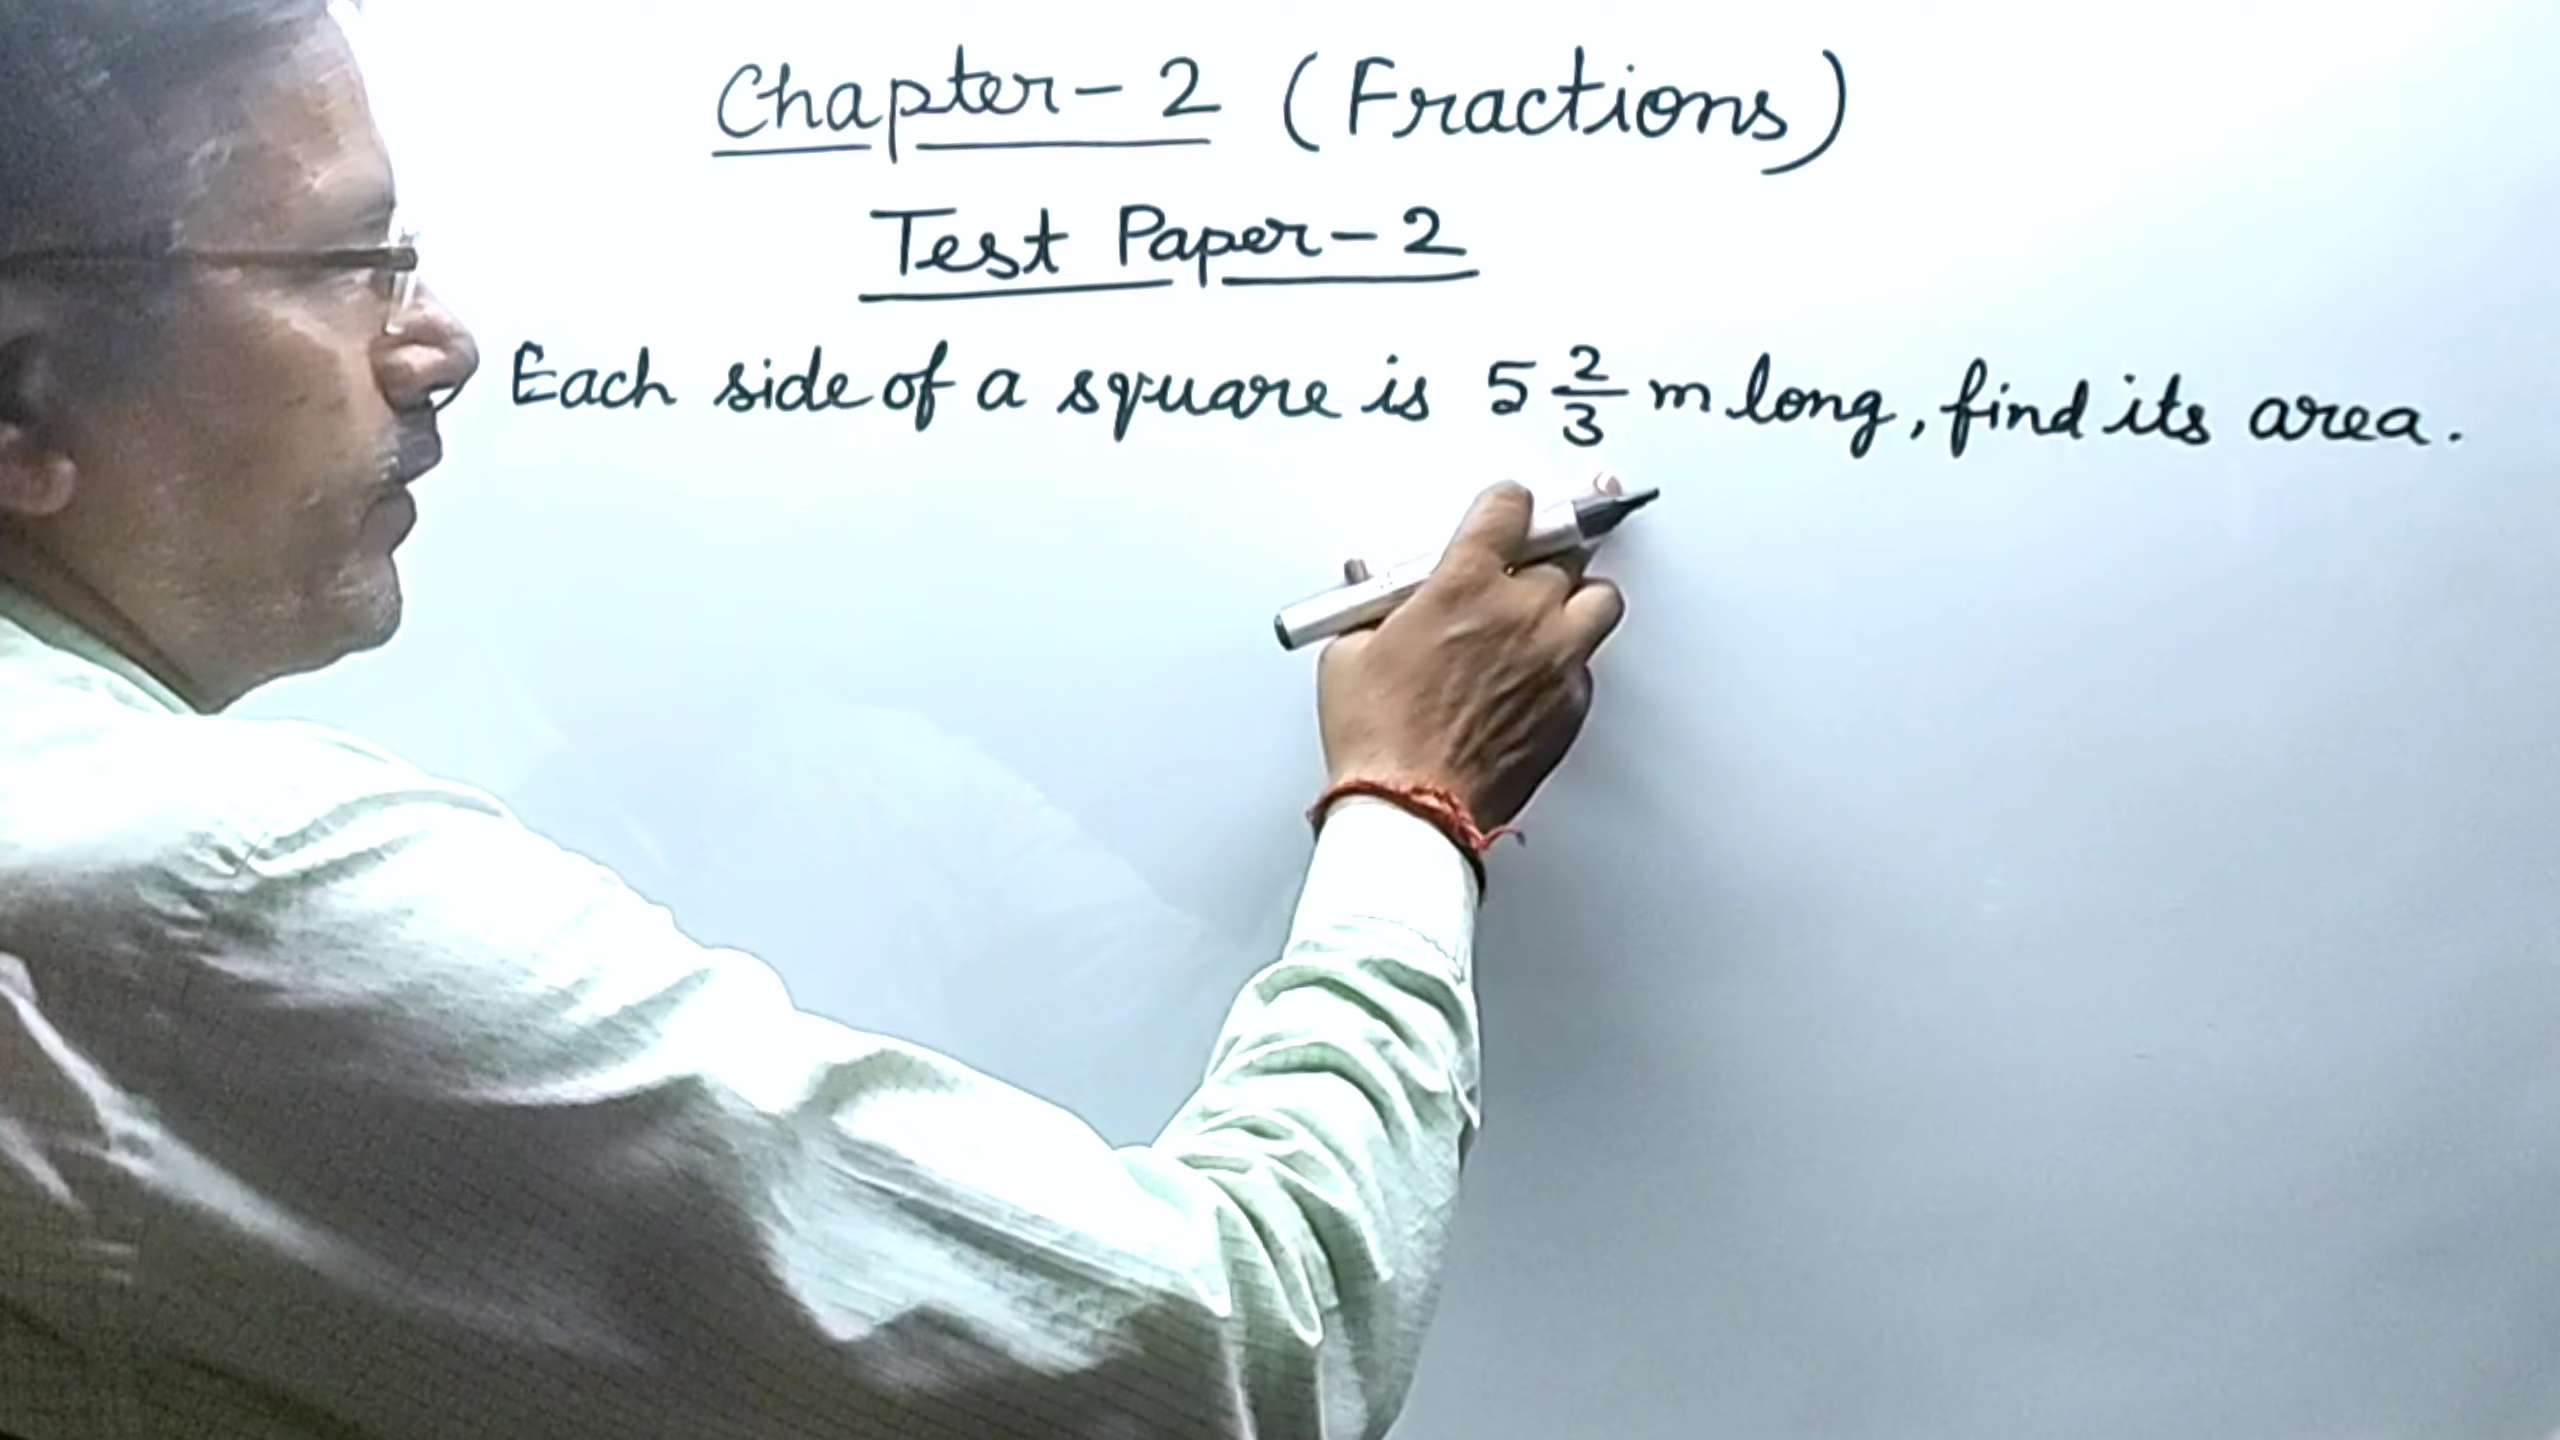 Chapter-2 (Fractions)
Test Paper-2
Each side of a square is 5 2/3 m long, find its area.